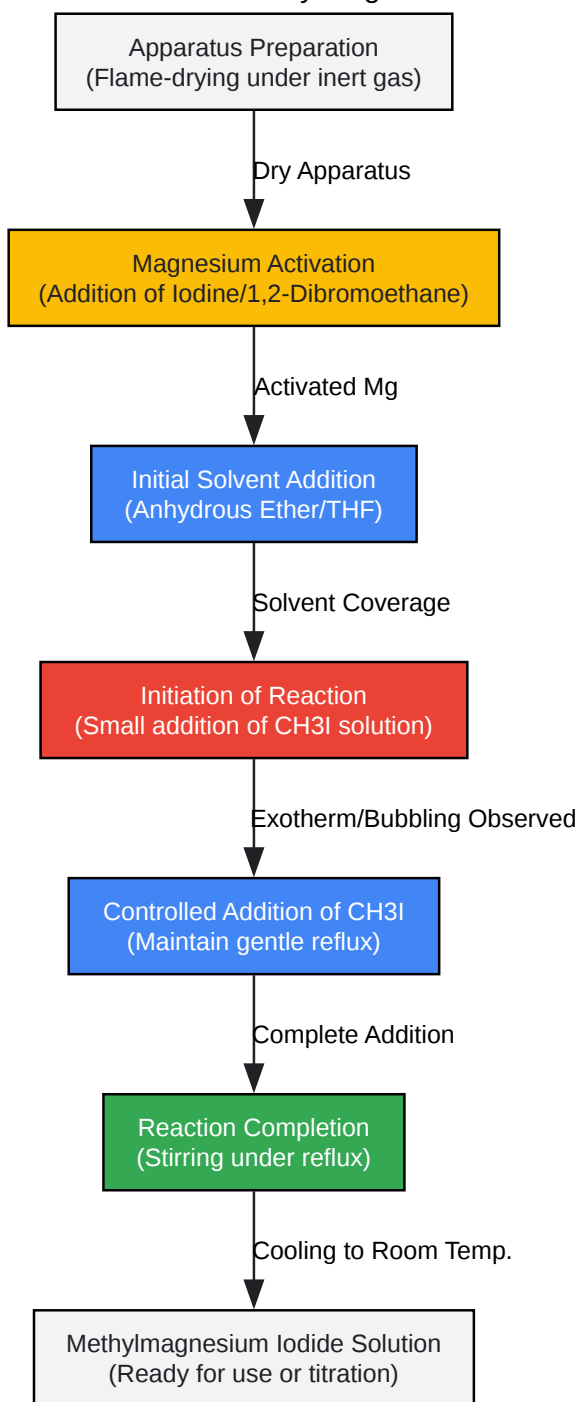 Apparatus Preparation
(Flame-drying under inert gas)
Dry Apparatus
Magnesium Activation
(Addition of Iodine/1,2-Dibromoethane)
Activated Mg
Initial Solvent Addition
(Anhydrous Ether/THF)
Solvent Coverage
Initiation of Reaction
(Small addition of CH3I solution)
Exotherm/Bubbling Observed
Controlled Addition of CH3I
(Maintain gentle reflux)
Complete Addition
Reaction Completion
(Stirring under reflux)
Cooling to Room Temp.
Methylmagnesium Iodide Solution
(Ready for use or titration)